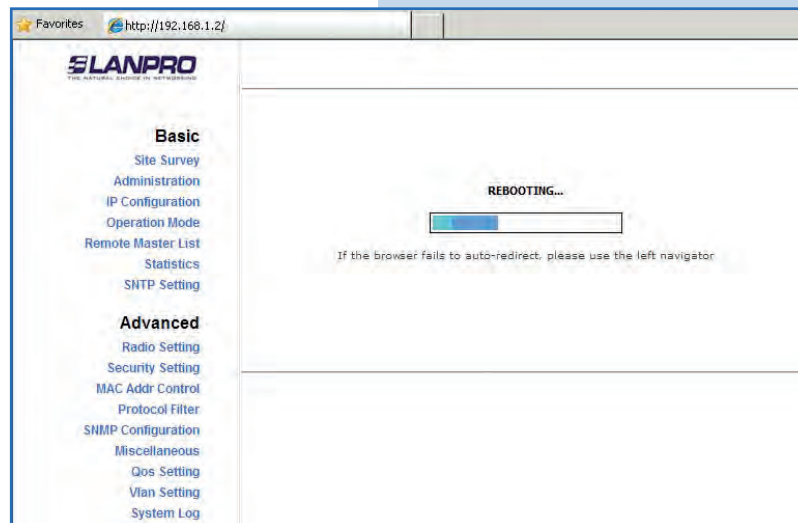 Favorites
http://192.168.1.2/
LANPRO
THE NATURAL CHOICE IN NETWORKING
Basic
Site Survey
Administration
IP Configuration
Operation Mode
Remote Master List
Statistics
SNTP Setting
Advanced
Radio Setting
Security Setting
MAC Addr Control
Protocol Filter
SNMP Configuration
Miscellaneous
Qos Setting
Vlan Setting
System Log
REBOOTING...
If the browser fails to auto-redirect, please use the left navigator